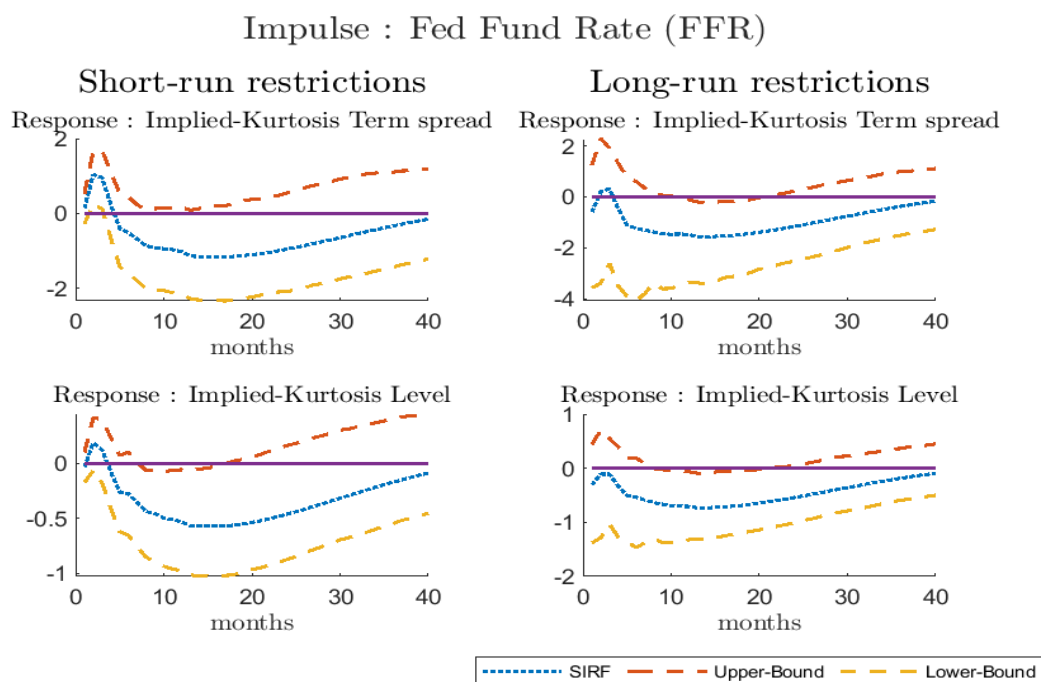 Impulse : Fed Fund Rate (FFR)
Short-run restrictions
Long-run restrictions
Response : Implied-Kurtosis Term spread
Response : Implied-Kurtosis Term spread
2
0
-2
0
10
20
30
40
months
2
0
-2
-4
0
10
20
30
40
months
Response : Implied-Kurtosis Level
Response : Implied-Kurtosis Level
0
-0.5
-1
0
10
20
30
40
months
1
0
-1
-2
0
10
20
30
40
months
SIRF
Upper-Bound
Lower-Bound